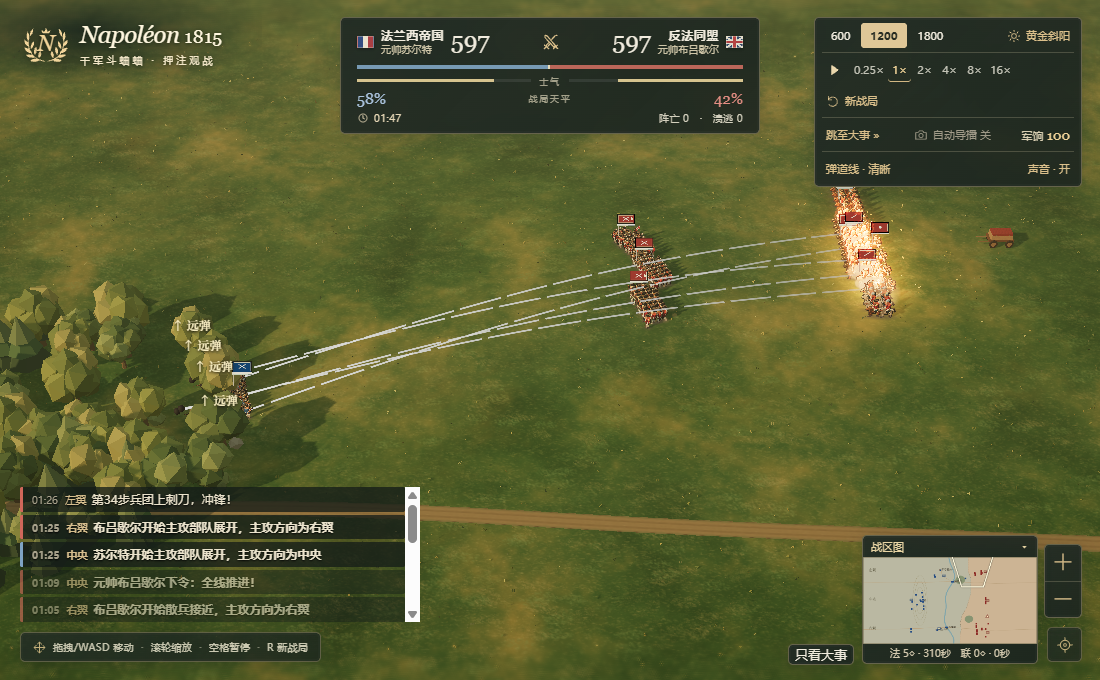 N
Napoléon 1815
千军斗蛐蛐 · 押注观战
法兰西帝国
元帅苏尔特
597
597
反法同盟
元帅布吕歇尔
士气
58%
战局天平
42%
01:47
阵亡 0 · 溃逃 0
600 1200 1800 黄金斜阳
0.25× 1× 2× 4× 8× 16×
新战局
跳至大事 » 自动导播 关 军饷 100
弹道线 · 清晰 声音 · 开
↑ 远弹
↑ 远弹
↑ 远弹
↑ 远弹
01:26 左翼 第34步兵团上刺刀，冲锋！
01:25 右翼 布吕歇尔开始主攻部队展开，主攻方向为右翼
01:25 中央 苏尔特开始主攻部队展开，主攻方向为中央
01:09 中央 元帅布吕歇尔下令：全线推进！
01:05 右翼 布吕歇尔开始散兵接近，主攻方向为右翼
拖拽/WASD 移动 · 滚轮缩放 · 空格暂停 · R 新战局
只看大事
战区图
法 5○ · 310秒 联 0○ · 0秒